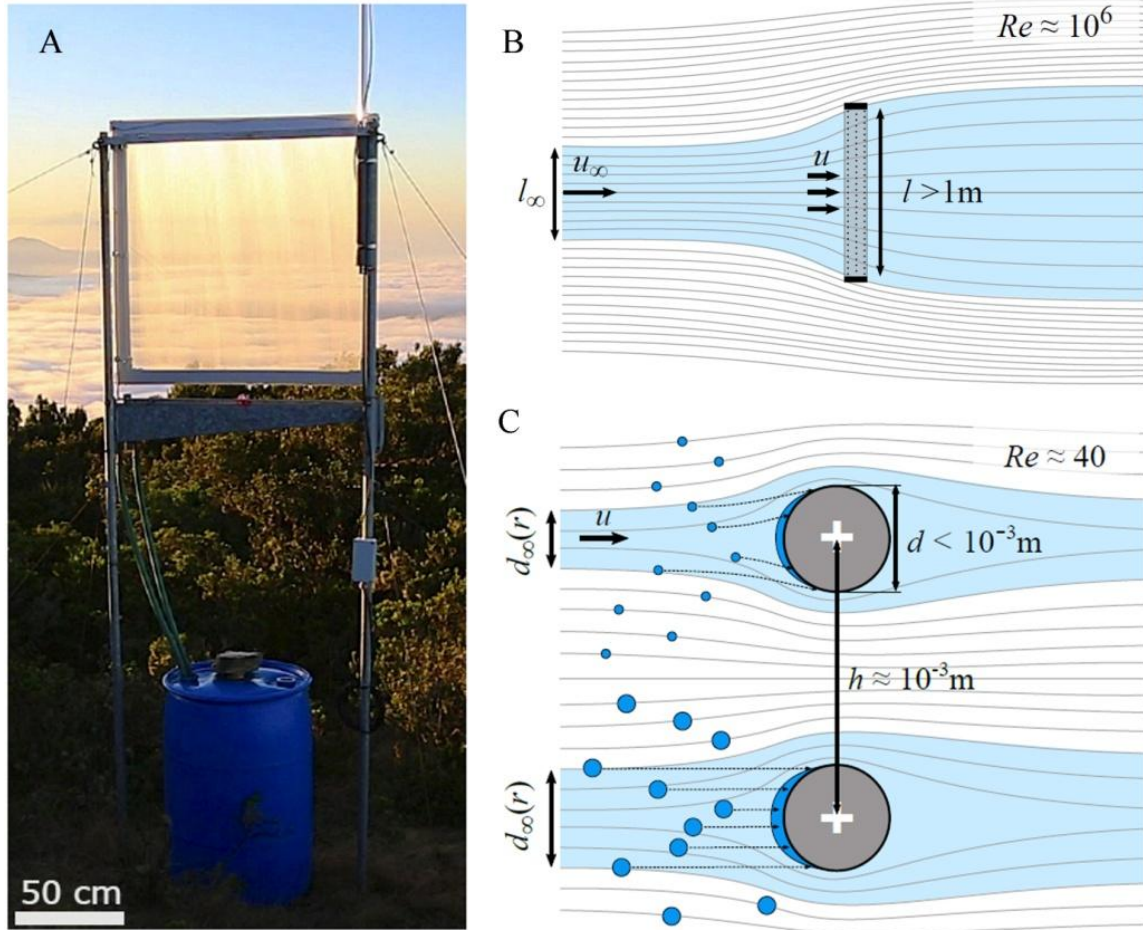 A
50 cm
B
Re ≈ 10⁶
l∞
u∞
u
l > 1m
C
Re ≈ 40
d∞(r)
u
d < 10⁻³m
h ≈ 10⁻³m
d∞(r)